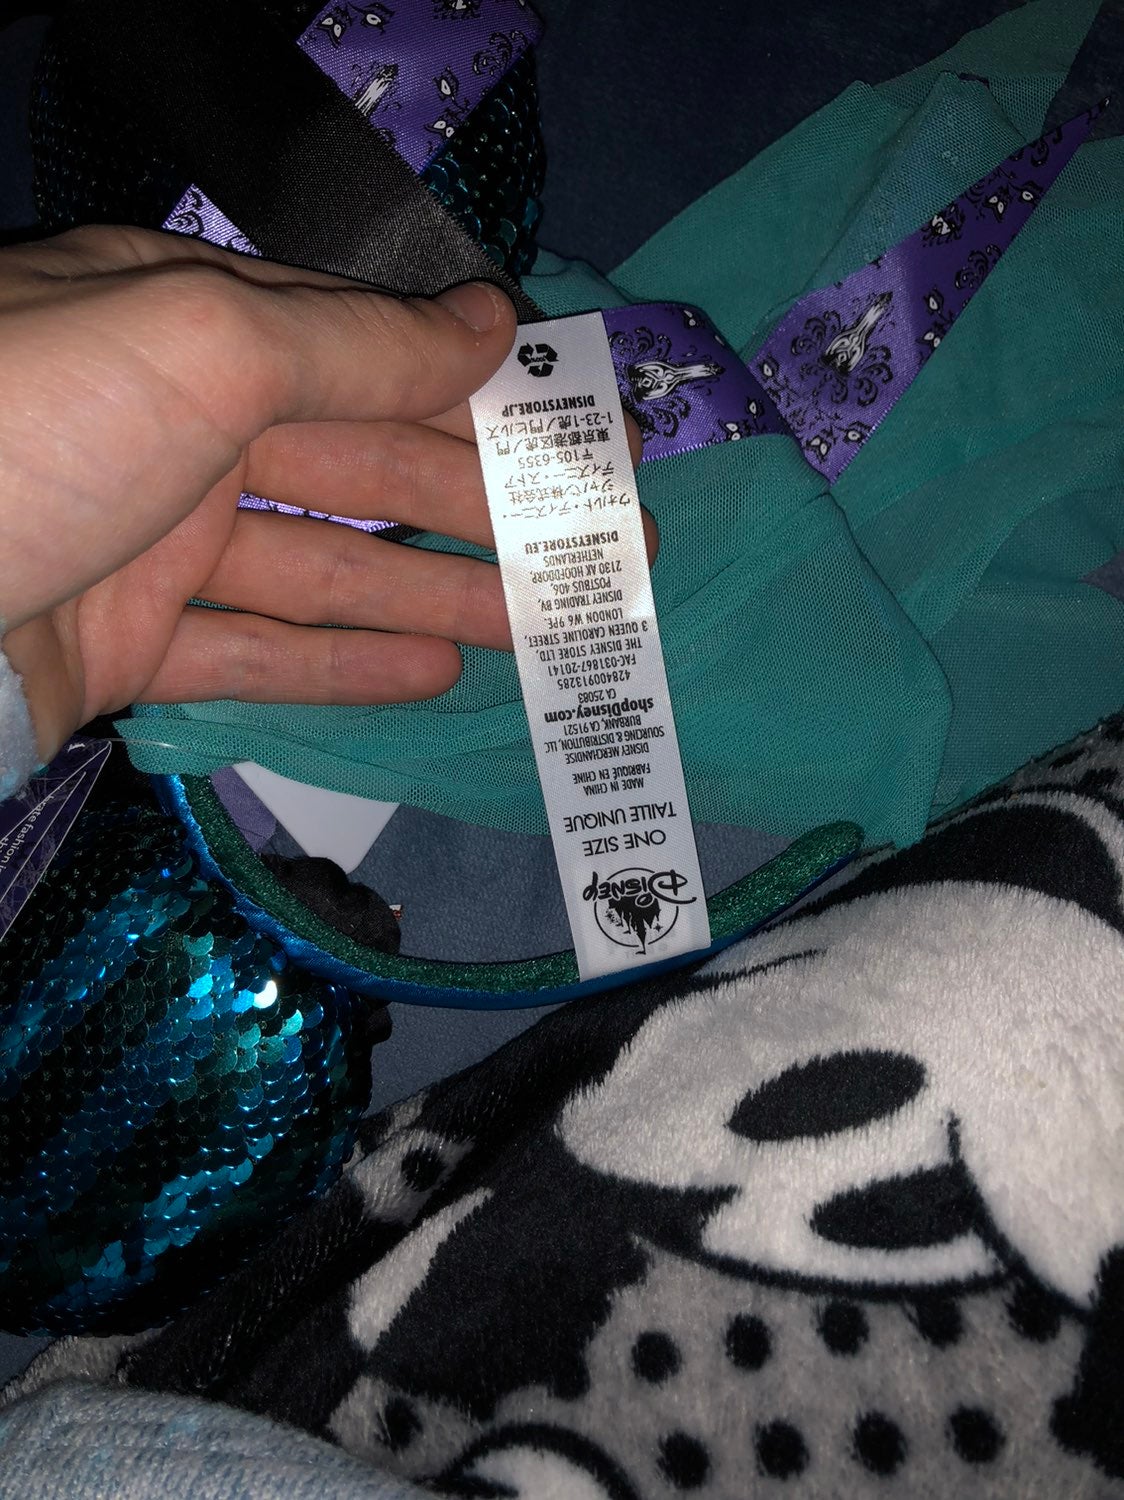 Disney
ONE SIZE
TAILLE UNIQUE
MADE IN CHINA
FABRIQUÉ EN CHINE
DISNEY MERCHANDISE
SOURCING & DISTRIBUTION, LLC
BURBANK, CA 91521
shopDisney.com
CA 25083
428400913285
FAC-031867-20141
THE DISNEY STORE LTD,
3 QUEEN CAROLINE STREET,
LONDON W6 9PE.
DISNEY TRADING BV,
POSTBUS 406,
2130 AK HOOFDDORP,
NETHERLANDS
DISNEYSTORE.EU
ウォルト・ディズニー・
ジャパン株式会社
ディズニーストア
〒105-6355
東京都港区虎ノ門
1-23-1虎ノ門ヒルズ
DISNEYSTORE.JP